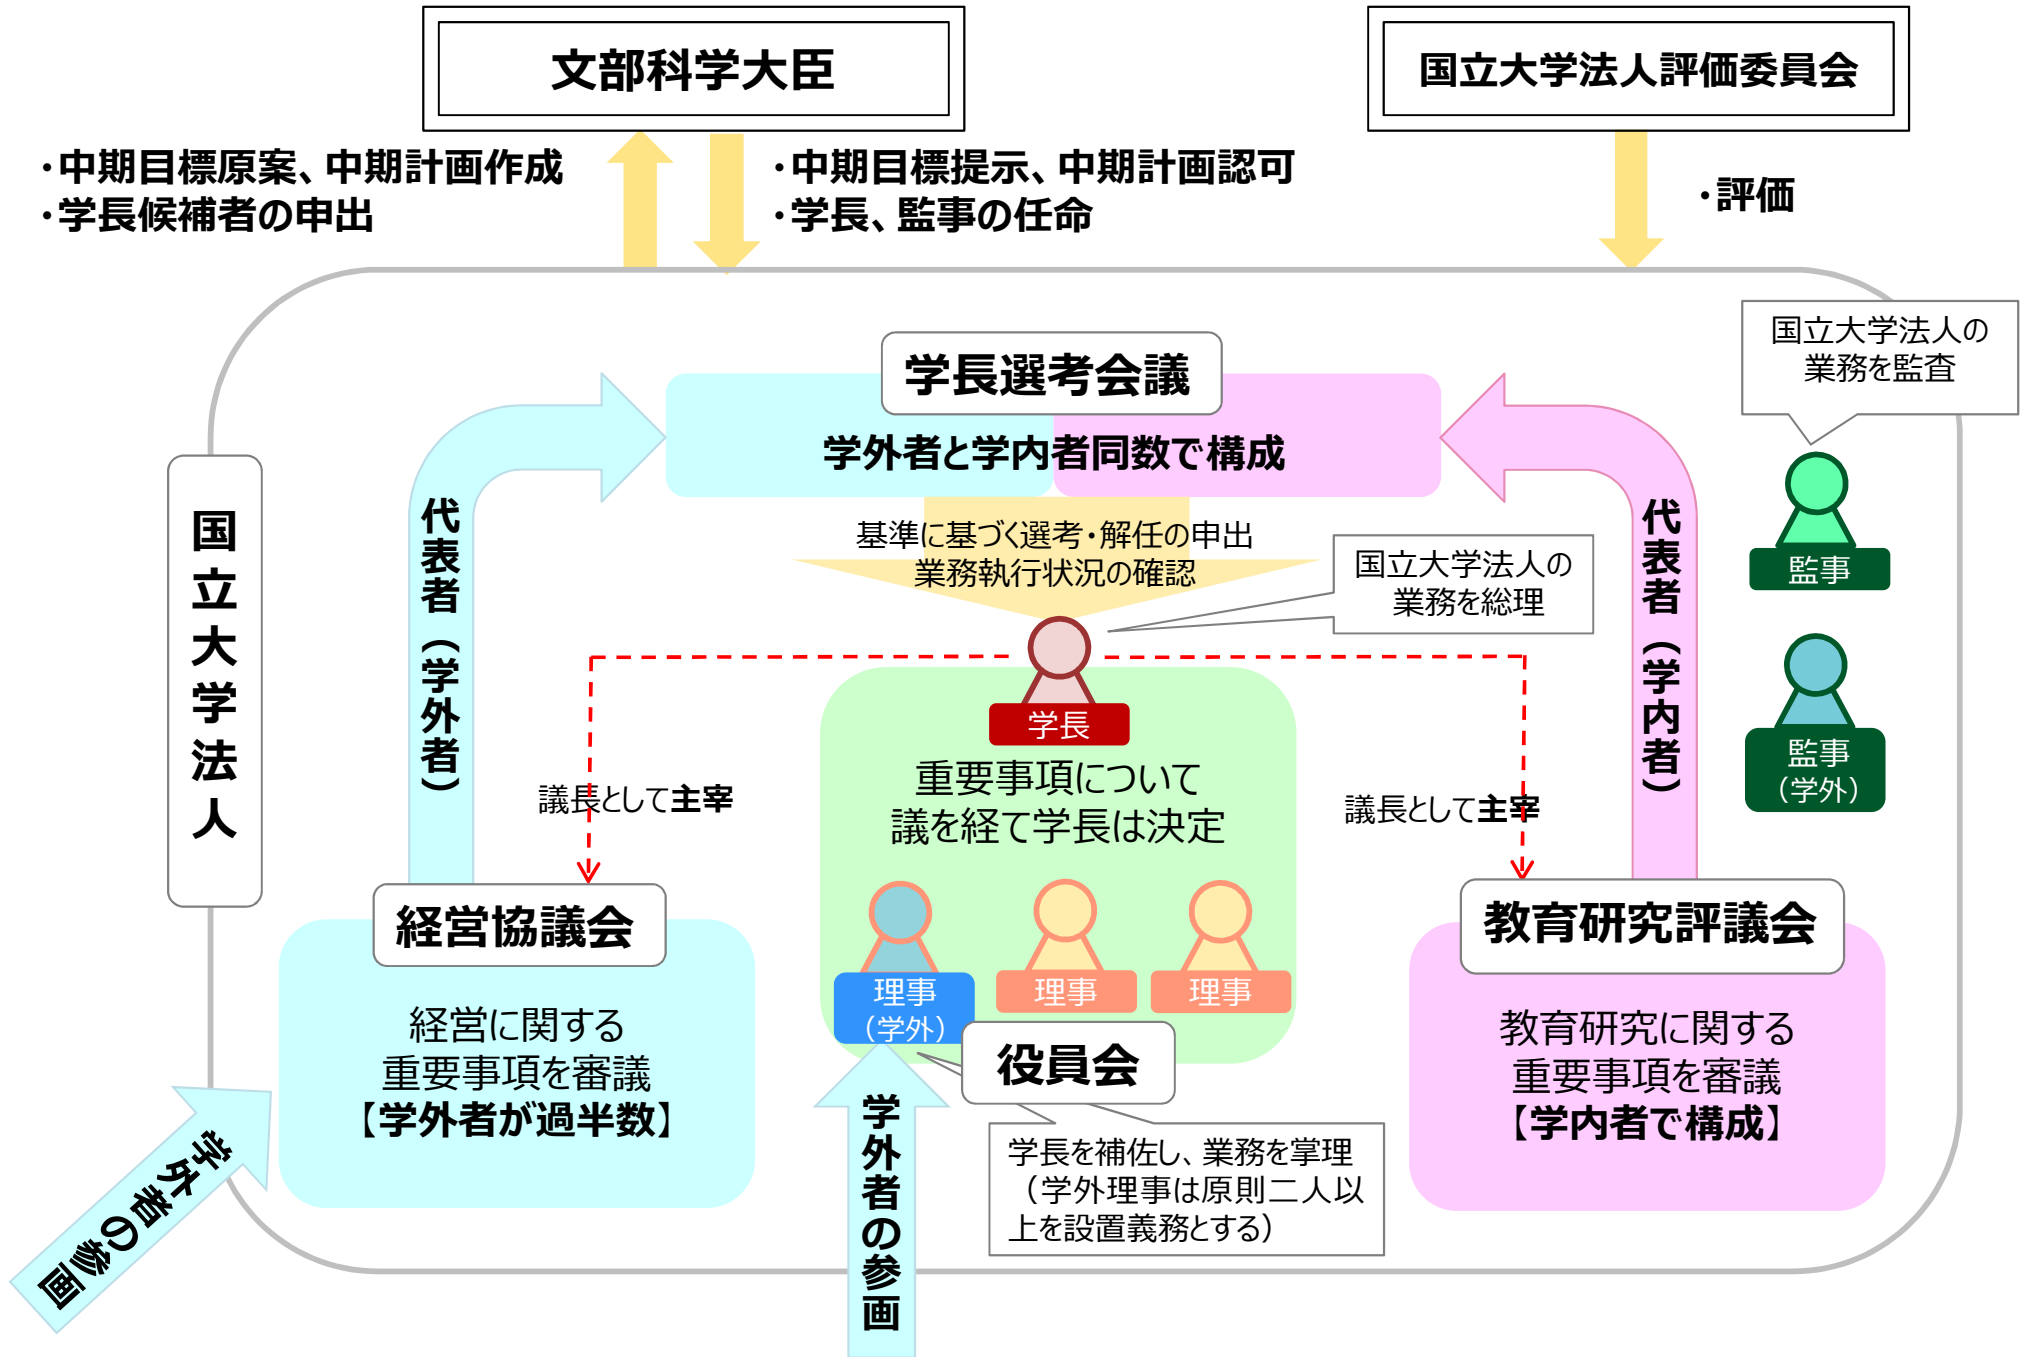 文部科学大臣
国立大学法人評価委員会
・中期目標原案、中期計画作成
・学長候補者の申出
・中期目標提示、中期計画認可
・学長、監事の任命
・評価
国立大学法人
学長選考会議
学外者と学内者同数で構成
国立大学法人の
業務を監査
代表者（学外者）
代表者（学内者）
基準に基づく選考・解任の申出
業務執行状況の確認
国立大学法人の
業務を総理
監事
監事
（学外）
学長
重要事項について
議を経て学長は決定
議長として主宰
議長として主宰
理事
（学外）
理事
理事
役員会
経営協議会
経営に関する
重要事項を審議
【学外者が過半数】
教育研究評議会
教育研究に関する
重要事項を審議
【学内者で構成】
学外者の参画
学外者の参画
学長を補佐し、業務を掌理
（学外理事は原則二人以
上を設置義務とする）